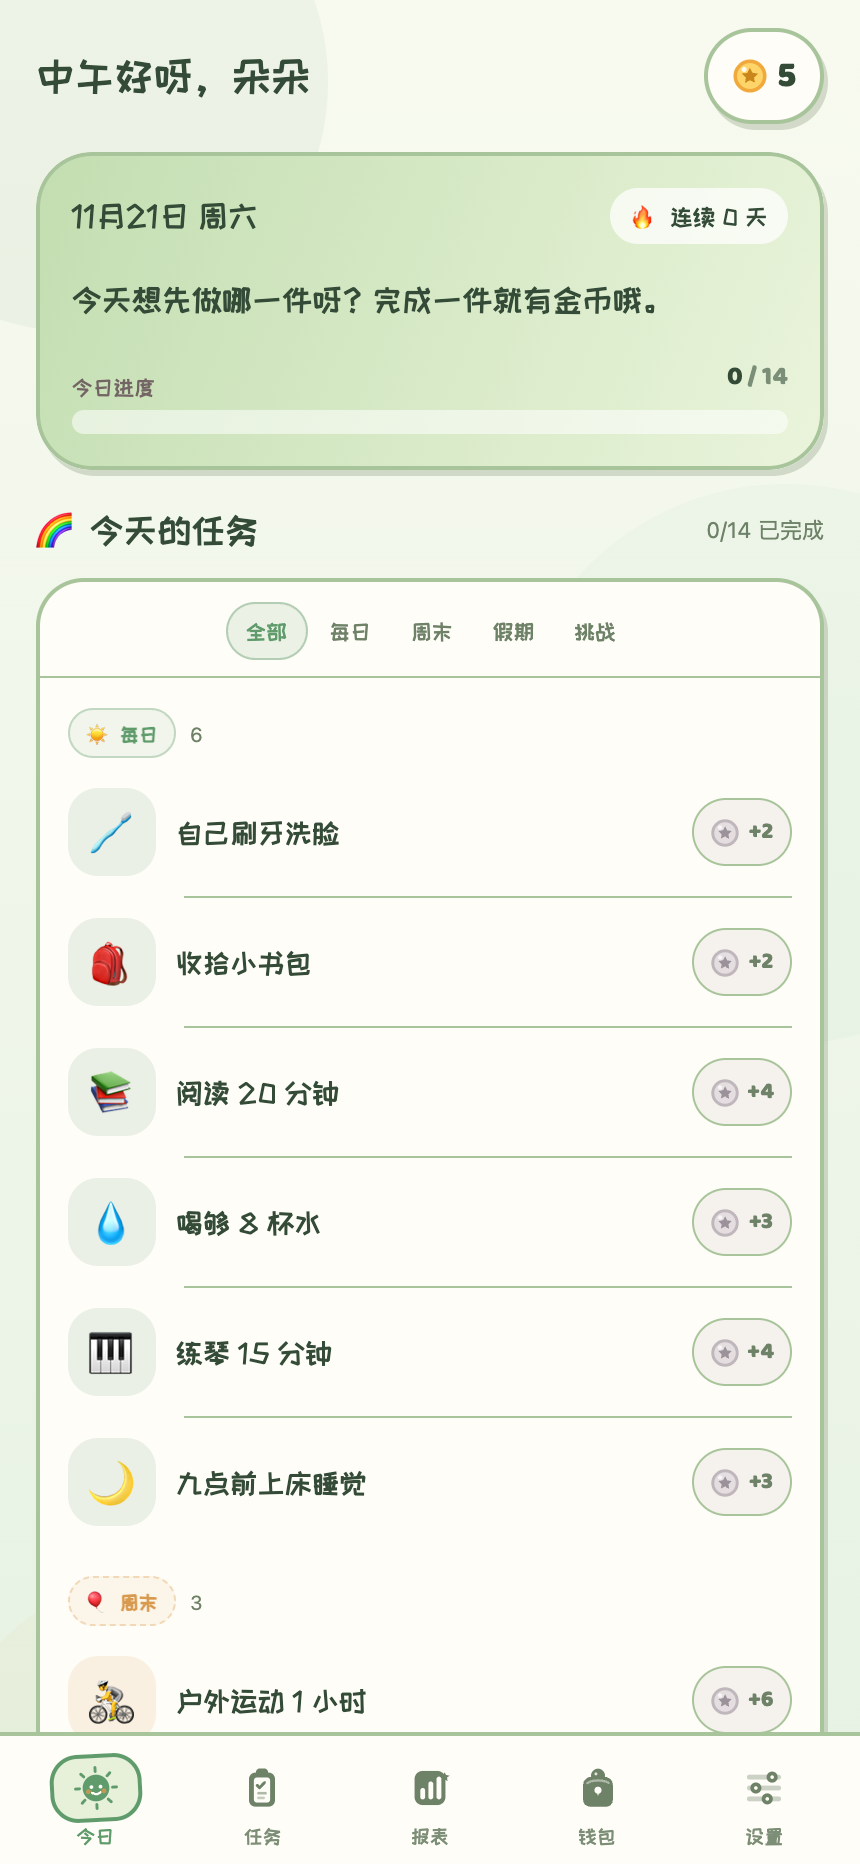 中午好呀，朵朵
5
11月21日 周六
连续 0 天
今天想先做哪一件呀？完成一件就有金币哦。
今日进度
0 / 14
今天的任务
0/14 已完成
全部 每日 周末 假期 挑战
每日 6
自己刷牙洗脸 +2
收拾小书包 +2
阅读 20 分钟 +4
喝够 8 杯水 +3
练琴 15 分钟 +4
九点前上床睡觉 +3
周末 3
户外运动 1 小时 +6
今日 任务 报表 钱包 设置